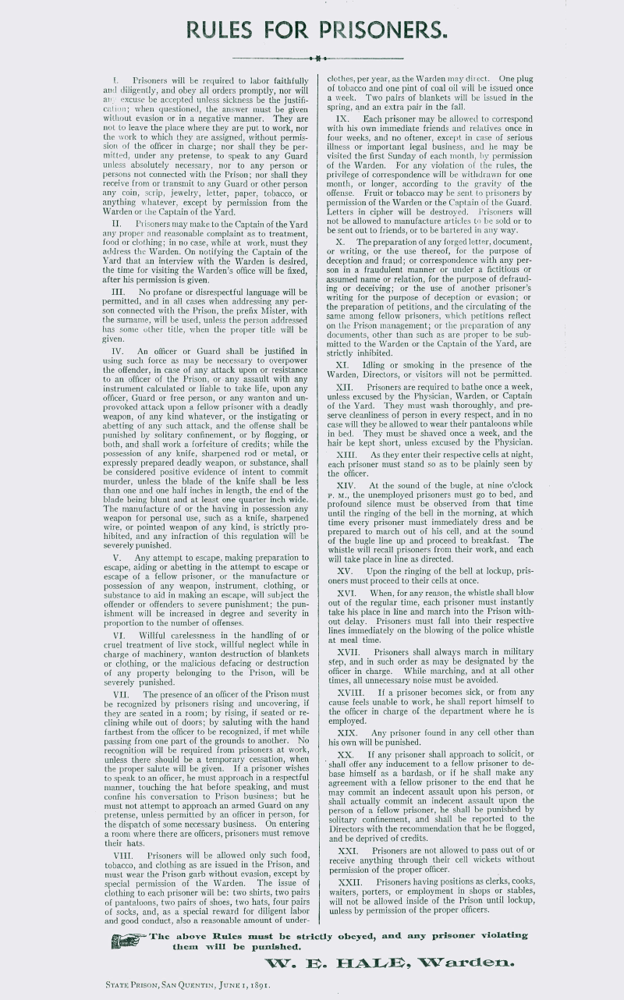 RULES FOR PRISONERS.
I. Prisoners will be required to labor faithfully
and diligently, and obey all orders promptly, nor will
any excuse be accepted unless sickness be the justifi-
cation; when questioned, the answer must be given
without evasion or in a negative manner. They are
not to leave the place where they are put to work, nor
the work to which they are assigned, without permis-
sion of the officer in charge; nor shall they be per-
mitted, under any pretense, to speak to any Guard
unless absolutely necessary, nor to any person or
persons not connected with the Prison; nor shall they
receive from or transmit to any Guard or other person
any coin, scrip, jewelry, letter, paper, tobacco, or
anything whatever, except by permission from the
Warden or the Captain of the Yard.
II. Prisoners may make to the Captain of the Yard
any proper and reasonable complaint as to treatment,
food or clothing; in no case, while at work, must they
address the Warden. On notifying the Captain of the
Yard that an interview with the Warden is desired,
the time for visiting the Warden's office will be fixed,
after his permission is given.
III. No profane or disrespectful language will be
permitted, and in all cases when addressing any per-
son connected with the Prison, the prefix Mister, with
the surname, will be used, unless the person addressed
has some other title, when the proper title will be
given.
IV. An officer or Guard shall be justified in
using such force as may be necessary to overpower
the offender, in case of any attack upon or resistance
to an officer of the Prison, or any assault with any
instrument calculated or liable to take life, upon any
officer, Guard or free person, or any wanton and un-
provoked attack upon a fellow prisoner with a deadly
weapon, of any kind whatever, or the instigating or
abetting of any such attack, and the offense shall be
punished by solitary confinement, or by flogging, or
both, and shall work a forfeiture of credits; while the
possession of any knife, sharpened rod or metal, or
expressly prepared deadly weapon, or substance, shall
be considered positive evidence of intent to commit
murder, unless the blade of the knife shall be less
than one and one half inches in length, the end of the
blade being blunt and at least one quarter inch wide.
The manufacture of or the having in possession any
weapon for personal use, such as a knife, sharpened
wire, or pointed weapon of any kind, is strictly pro-
hibited, and any infraction of this regulation will be
severely punished.
V. Any attempt to escape, making preparation to
escape, aiding or abetting in the attempt to escape or
escape of a fellow prisoner, or the manufacture or
possession of any weapon, instrument, clothing, or
substance to aid in making an escape, will subject the
offender or offenders to severe punishment; the pun-
ishment will be increased in degree and severity in
proportion to the number of offenses.
VI. Willful carelessness in the handling of or
cruel treatment of live stock, willful neglect while in
charge of machinery, wanton destruction of blankets
or clothing, or the malicious defacing or destruction
of any property belonging to the Prison, will be
severely punished.
VII. The presence of an officer of the Prison must
be recognized by prisoners rising and uncovering, if
they are seated in a room; by rising, if seated or re-
clining while out of doors; by saluting with the hand
farthest from the officer to be recognized, if met while
passing from one part of the grounds to another. No
recognition will be required from prisoners at work,
unless there should be a temporary cessation, when
the proper salute will be given. If a prisoner wishes
to speak to an officer, he must approach in a respectful
manner, touching the hat before speaking, and must
confine his conversation to Prison business; but he
must not attempt to approach an armed Guard on any
pretense, unless permitted by an officer in person, for
the dispatch of some necessary business. On entering
a room where there are officers, prisoners must remove
their hats.
VIII. Prisoners will be allowed only such food,
tobacco, and clothing as are issued in the Prison, and
must wear the Prison garb without evasion, except by
special permission of the Warden. The issue of
clothing to each prisoner will be: two shirts, two pairs
of pantaloons, two pairs of shoes, two hats, four pairs
of socks, and, as a special reward for diligent labor
and good conduct, also a reasonable amount of under-
clothes, per year, as the Warden may direct. One plug
of tobacco and one pint of coal oil will be issued once
a week. Two pairs of blankets will be issued in the
spring, and an extra pair in the fall.
IX. Each prisoner may be allowed to correspond
with his own immediate friends and relatives once in
four weeks, and no oftener, except in case of serious
illness or important legal business, and he may be
visited the first Sunday of each month, by permission
of the Warden. For any violation of the rules, the
privilege of correspondence will be withdrawn for one
month, or longer, according to the gravity of the
offense. Fruit or tobacco may be sent to prisoners by
permission of the Warden or the Captain of the Guard.
Letters in cipher will be destroyed. Prisoners will
not be allowed to manufacture articles to be sold or to
be sent out to friends, or to be bartered in any way.
X. The preparation of any forged letter, document,
or writing, or the use thereof, for the purpose of
deception and fraud; or correspondence with any per-
son in a fraudulent manner or under a fictitious or
assumed name or relation, for the purpose of defraud-
ing or deceiving; or the use of another prisoner's
writing for the purpose of deception or evasion; or
the preparation of petitions, and the circulating of the
same among fellow prisoners, which petitions reflect
on the Prison management; or the preparation of any
documents, other than such as are proper to be sub-
mitted to the Warden or the Captain of the Yard, are
strictly inhibited.
XI. Idling or smoking in the presence of the
Warden, Directors, or visitors will not be permitted.
XII. Prisoners are required to bathe once a week,
unless excused by the Physician, Warden, or Captain
of the Yard. They must wash thoroughly, and pre-
serve cleanliness of person in every respect, and in no
case will they be allowed to wear their pantaloons while
in bed. They must be shaved once a week, and the
hair be kept short, unless excused by the Physician.
XIII. As they enter their respective cells at night,
each prisoner must stand so as to be plainly seen by
the officer.
XIV. At the sound of the bugle, at nine o'clock
P. M., the unemployed prisoners must go to bed, and
profound silence must be observed from that time
until the ringing of the bell in the morning, at which
time every prisoner must immediately dress and be
prepared to march out of his cell, and at the sound
of the bugle line up and proceed to breakfast. The
whistle will recall prisoners from their work, and each
will take place in line as directed.
XV. Upon the ringing of the bell at lockup, pris-
oners must proceed to their cells at once.
XVI. When, for any reason, the whistle shall blow
out of the regular time, each prisoner must instantly
take his place in line and march into the Prison with-
out delay. Prisoners must fall into their respective
lines immediately on the blowing of the police whistle
at meal time.
XVII. Prisoners shall always march in military
step, and in such order as may be designated by the
officer in charge. While marching, and at all other
times, all unnecessary noise must be avoided.
XVIII. If a prisoner becomes sick, or from any
cause feels unable to work, he shall report himself to
the officer in charge of the department where he is
employed.
XIX. Any prisoner found in any cell other than
his own will be punished.
XX. If any prisoner shall approach to solicit, or
shall offer any inducement to a fellow prisoner to de-
base himself as a bardash, or if he shall make any
agreement with a fellow prisoner to the end that he
may commit an indecent assault upon his person, or
shall actually commit an indecent assault upon the
person of a fellow prisoner, he shall be punished by
solitary confinement, and shall be reported to the
Directors with the recommendation that he be flogged,
and be deprived of credits.
XXI. Prisoners are not allowed to pass out of or
receive anything through their cell wickets without
permission of the proper officer.
XXII. Prisoners having positions as clerks, cooks,
waiters, porters, or employment in shops or stables,
will not be allowed inside of the Prison until lockup,
unless by permission of the proper officers.
The above Rules must be strictly obeyed, and any prisoner violating
them will be punished.
W. E. HALE, Warden.
STATE PRISON, SAN QUENTIN, JUNE 1, 1891.